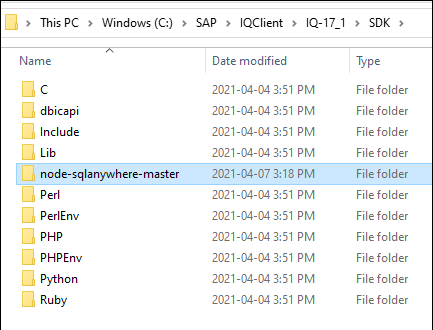 This PC > Windows (C:) > SAP > IQClient > IQ-17_1 > SDK >
Name Date modified Type
C 2021-04-04 3:51 PM File folder
dbicapi 2021-04-04 3:51 PM File folder
Include 2021-04-04 3:51 PM File folder
Lib 2021-04-04 3:51 PM File folder
node-sqlanywhere-master 2021-04-07 3:18 PM File folder
Perl 2021-04-04 3:51 PM File folder
PerlEnv 2021-04-04 3:51 PM File folder
PHP 2021-04-04 3:51 PM File folder
PHPEnv 2021-04-04 3:51 PM File folder
Python 2021-04-04 3:51 PM File folder
Ruby 2021-04-04 3:51 PM File folder